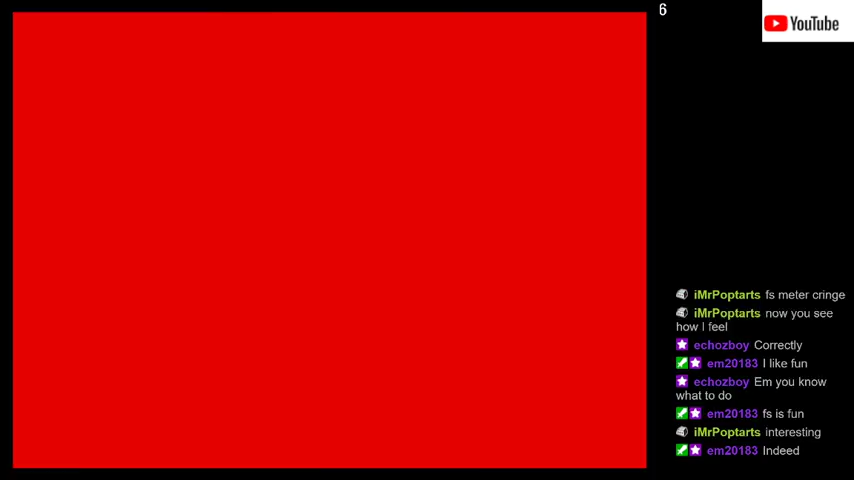 6
YouTube
iMrPoptarts fs meter cringe
iMrPoptarts now you see
how I feel
echozboy Correctly
em20183 I like fun
echozboy Em you know
what to do
em20183 fs is fun
iMrPoptarts interesting
em20183 Indeed